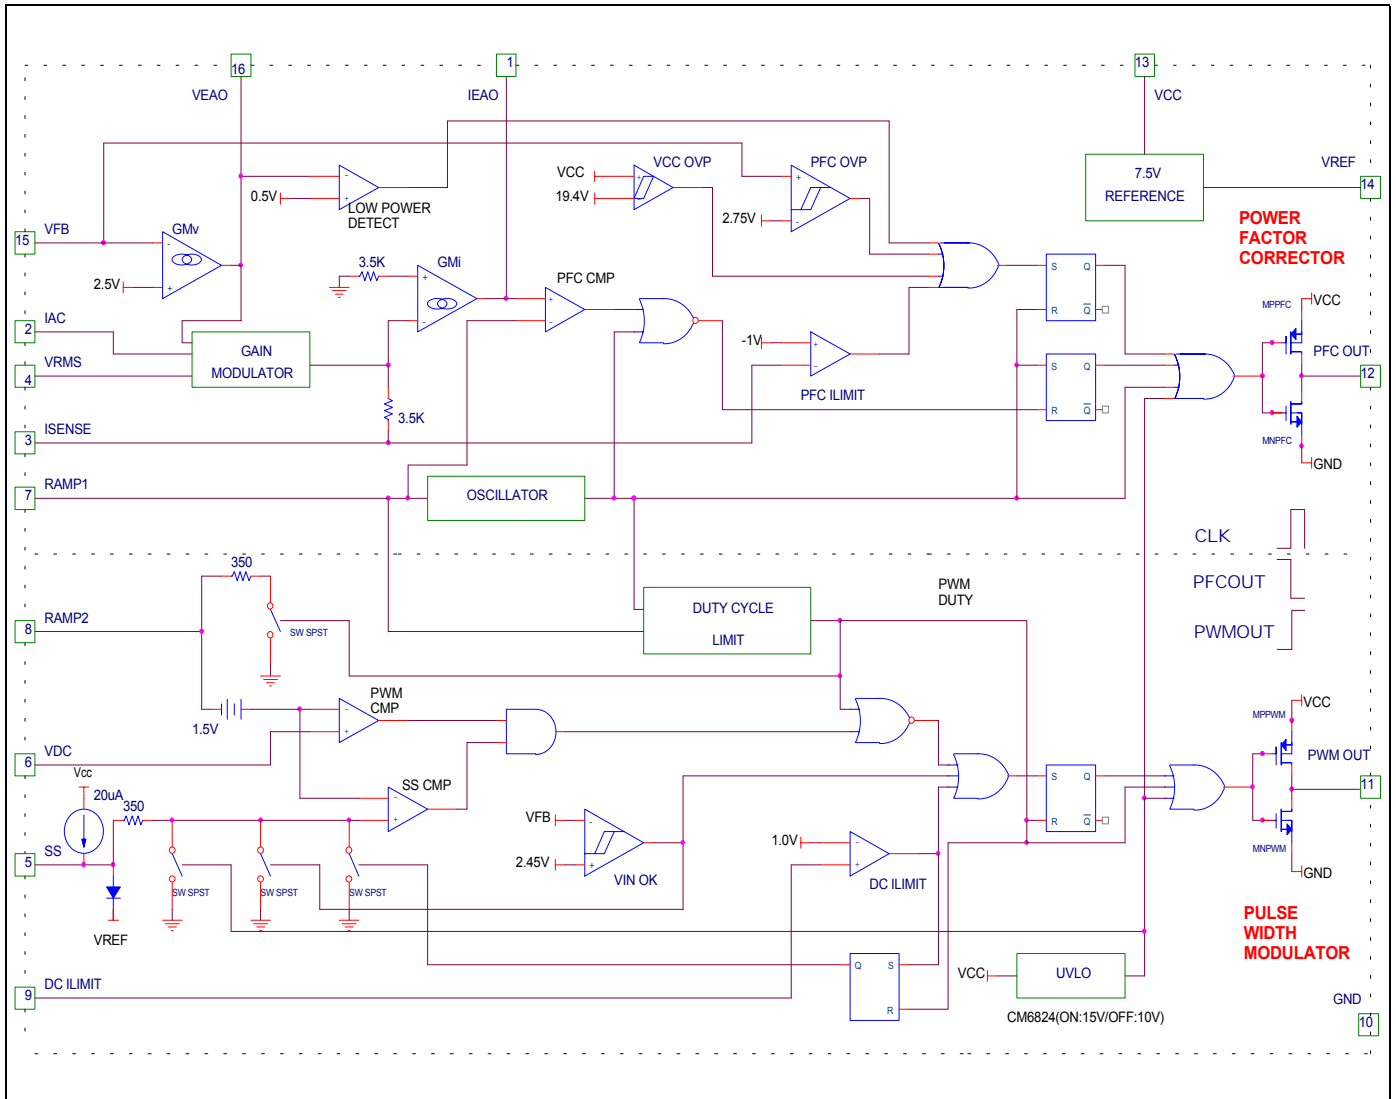 16
1
13
VEAO
IEAO
VCC
VCC OVP
PFC OVP
VCC
19.4V
+
-
7.5V
REFERENCE
VREF
14
0.5V
-
+
LOW POWER
DETECT
2.75V
+
-
POWER
FACTOR
CORRECTOR
15
VFB
GMv
-
+
2.5V
3.5K
GMi
+
-
PFC CMP
+
-
S
Q
R
Q
MPPFC
VCC
2
IAC
GAIN
MODULATOR
-1V
+
-
PFC ILIMIT
PFC OUT
12
4
VRMS
S
Q
R
Q
3.5K
3
ISENSE
MNPFC
GND
7
RAMP1
OSCILLATOR
CLK
350
PFCOUT
PWM
DUTY
DUTY CYCLE
LIMIT
8
RAMP2
SW SPST
PWMOUT
PWM
CMP
-
+
1.5V
MPPWM
VCC
6
VDC
PWM OUT
Vcc
20uA
350
SS CMP
-
+
S
Q
R
Q
11
VFB
2.45V
-
+
VIN OK
1.0V
-
+
DC ILIMIT
MNPWM
5
SS
SW SPST
SW SPST
SW SPST
GND
VREF
PULSE
WIDTH
MODULATOR
Q
S
R
VCC
UVLO
9
DC ILIMIT
GND
CM6824(ON:15V/OFF:10V)
10